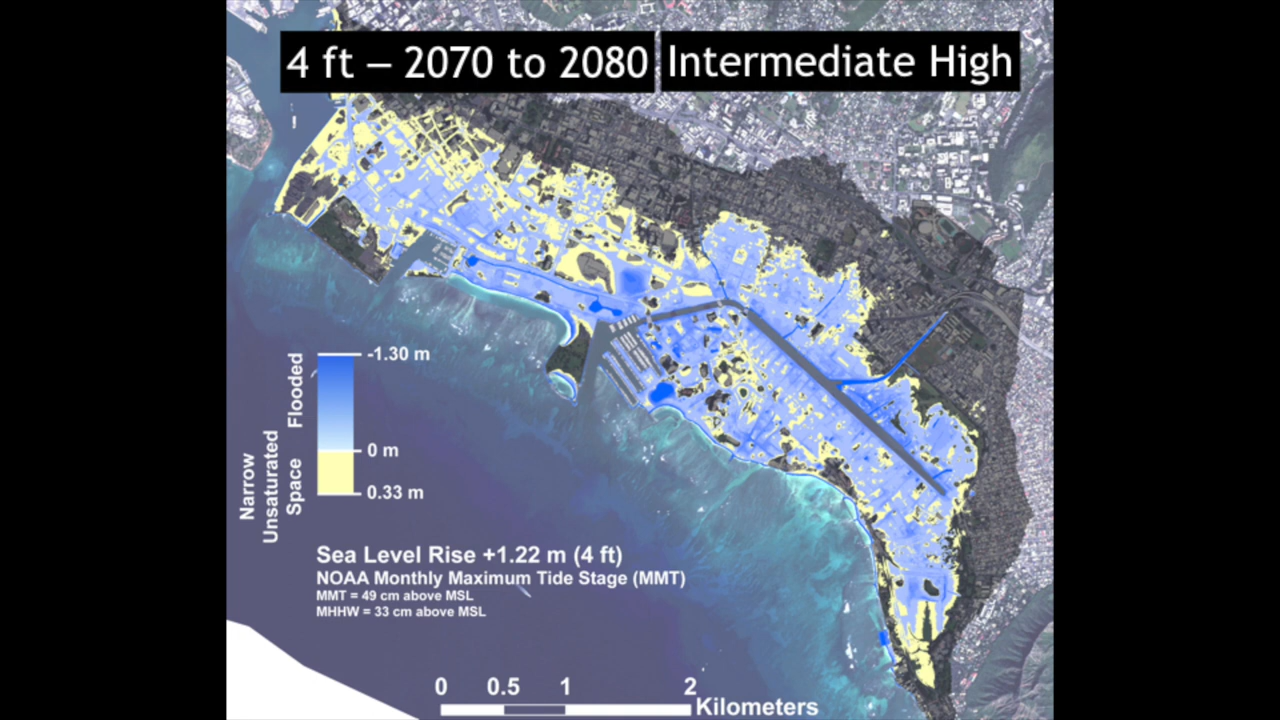 4 ft – 2070 to 2080 Intermediate High
Flooded
-1.30 m
0 m
0.33 m
Narrow
Unsaturated
Space
Sea Level Rise +1.22 m (4 ft)
NOAA Monthly Maximum Tide Stage (MMT)
MMT = 49 cm above MSL
MHHW = 33 cm above MSL
0 0.5 1 2
Kilometers